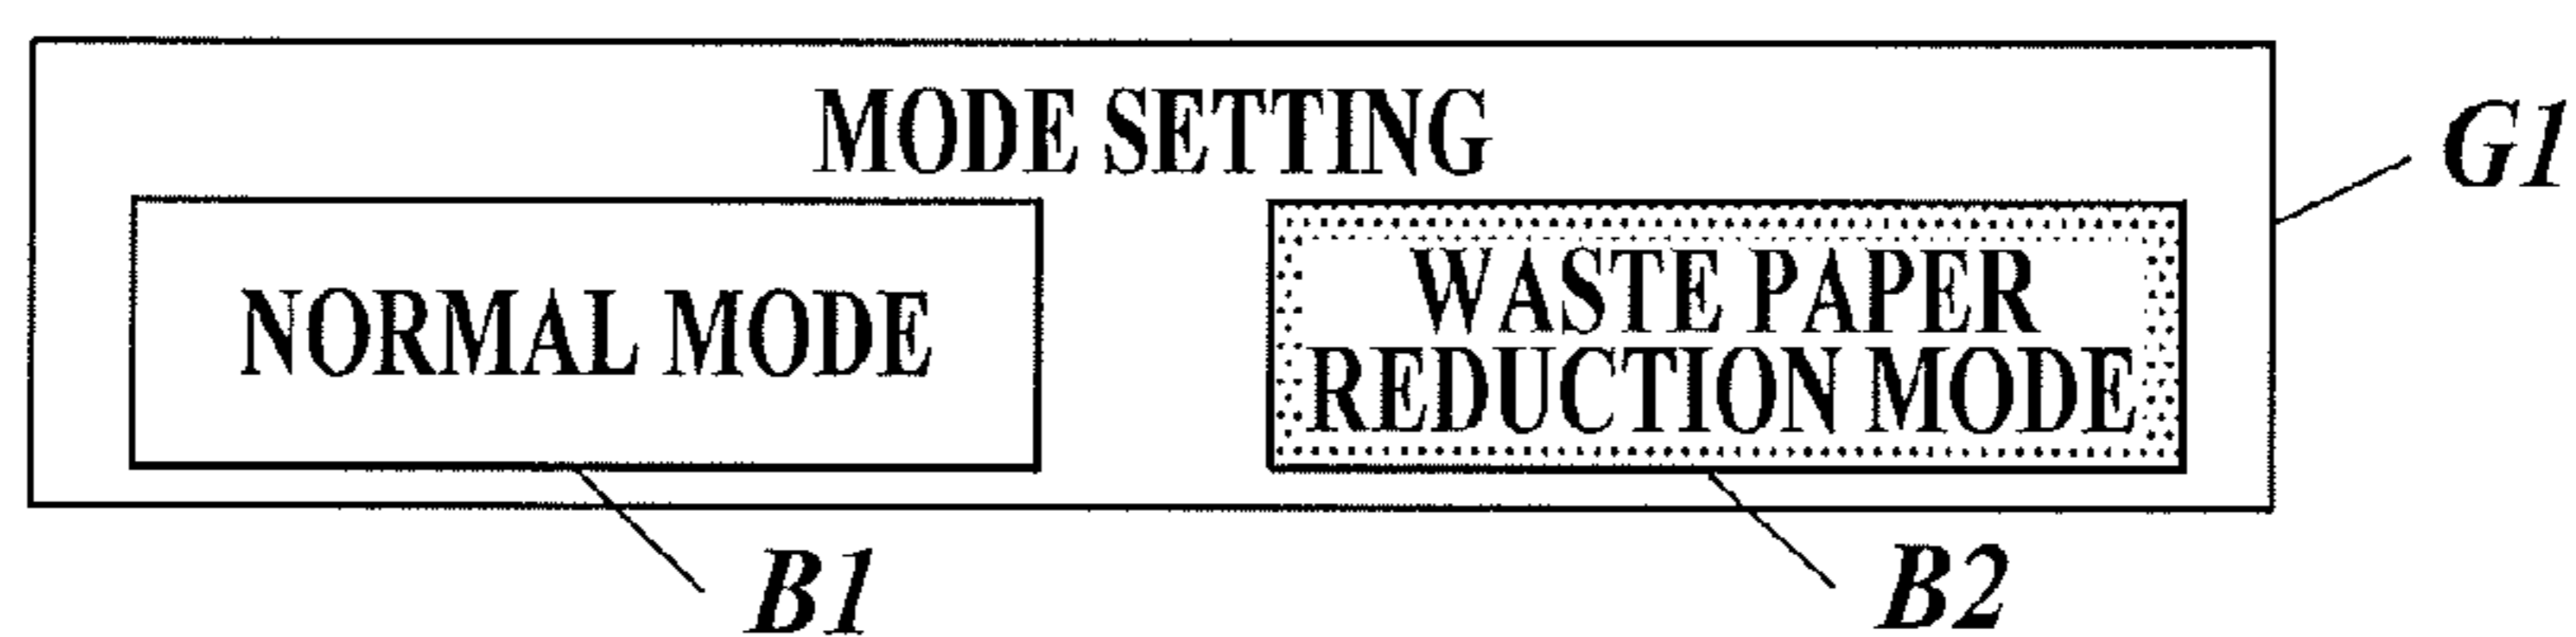 MODE SETTING
G1
NORMAL MODE
WASTE PAPER
REDUCTION MODE
B1
B2